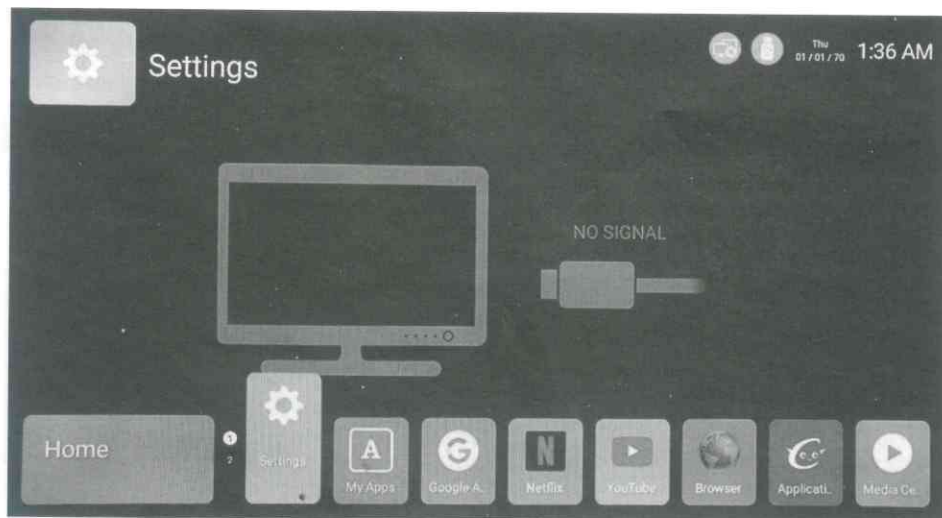 Settings
Thu
01 / 01 / 70
1:36 AM
NO SIGNAL
Home
1
2
Settings
A
My Apps
G
Google A..
N
Netflix
YouTube
Browser
Applicati..
Media Ce..